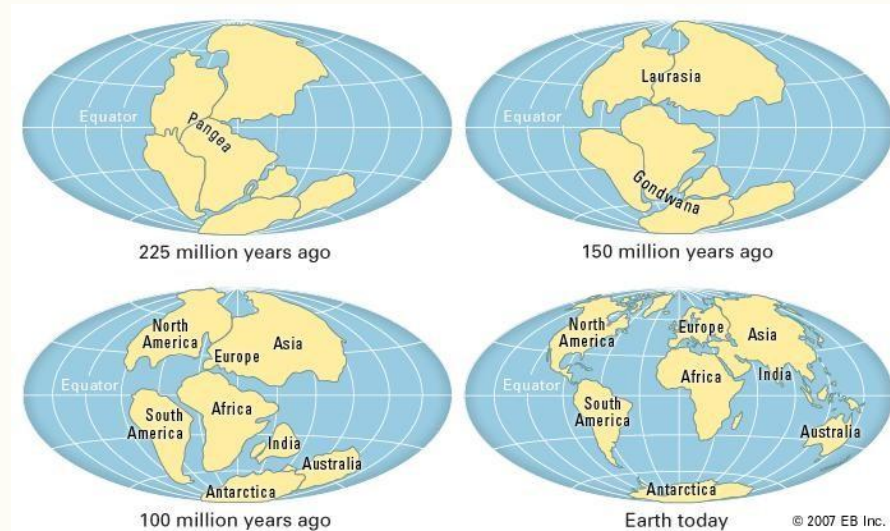 Equator
Pangea
225 million years ago
Laurasia
Equator
Gondwana
150 million years ago
North
America
Europe
Asia
Equator
South
America
Africa
India
Australia
Antarctica
100 million years ago
North
America
Europe
Asia
Equator
Africa
India
South
America
Australia
Antarctica
Earth today
© 2007 EB Inc.